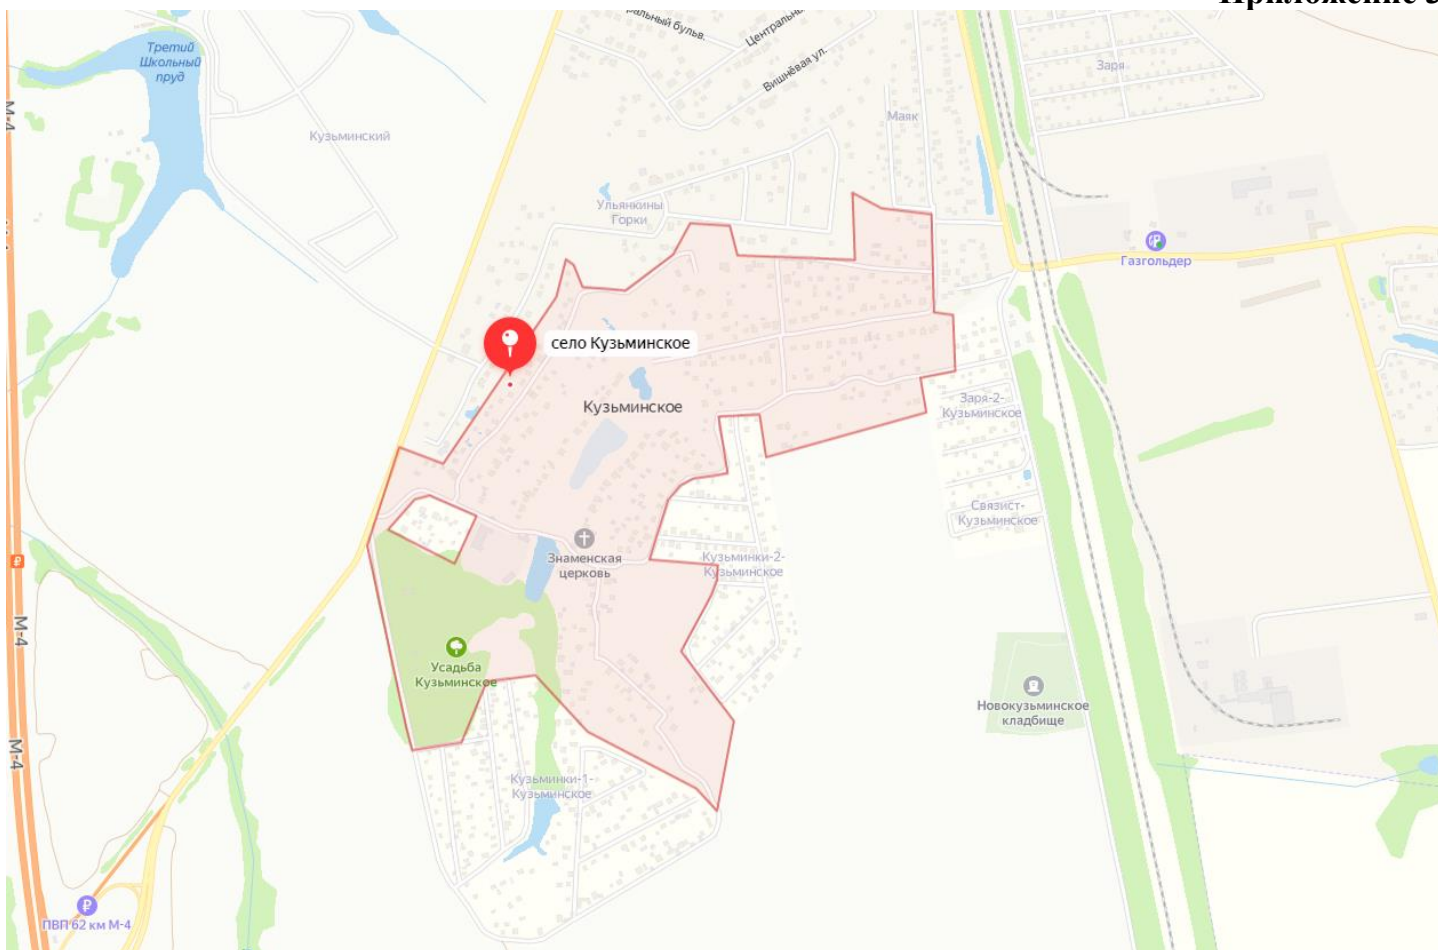 Приложение
Центральный
Вишнёвая ул.
Третий
Школьный
пруд
Заря
М-4
Маяк
Кузьминский
Ульянкины
Горки
Газгольдер
село Кузьминское
Кузьминское
Заря-2-
Кузьминское
Связист-
Кузьминское
Знаменская
церковь
Кузьминки-2-
Кузьминское
М-4
Усадьба
Кузьминское
Новокузьминское
кладбище
М-4
Кузьминки-1-
Кузьминское
ПВП 62 км М-4